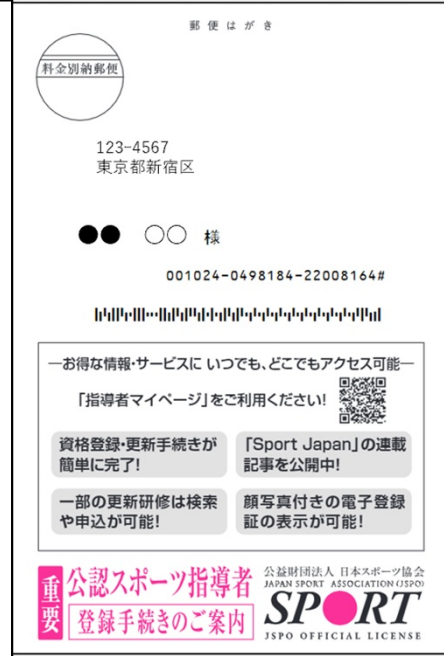 郵便はがき
料金別納郵便
123-4567
東京都新宿区
●● ○○ 様
001024-0498184-22008164#
―お得な情報・サービスに いつでも、どこでもアクセス可能―
「指導者マイページ」をご利用ください!
資格登録・更新手続きが
簡単に完了!
「Sport Japan」の連載
記事を公開中!
一部の更新研修は検索
や申込が可能!
顔写真付きの電子登録
証の表示が可能!
重要
公認スポーツ指導者
登録手続きのご案内
公益財団法人 日本スポーツ協会
JAPAN SPORT ASSOCIATION (JSPO)
SPORT
JSPO OFFICIAL LICENSE